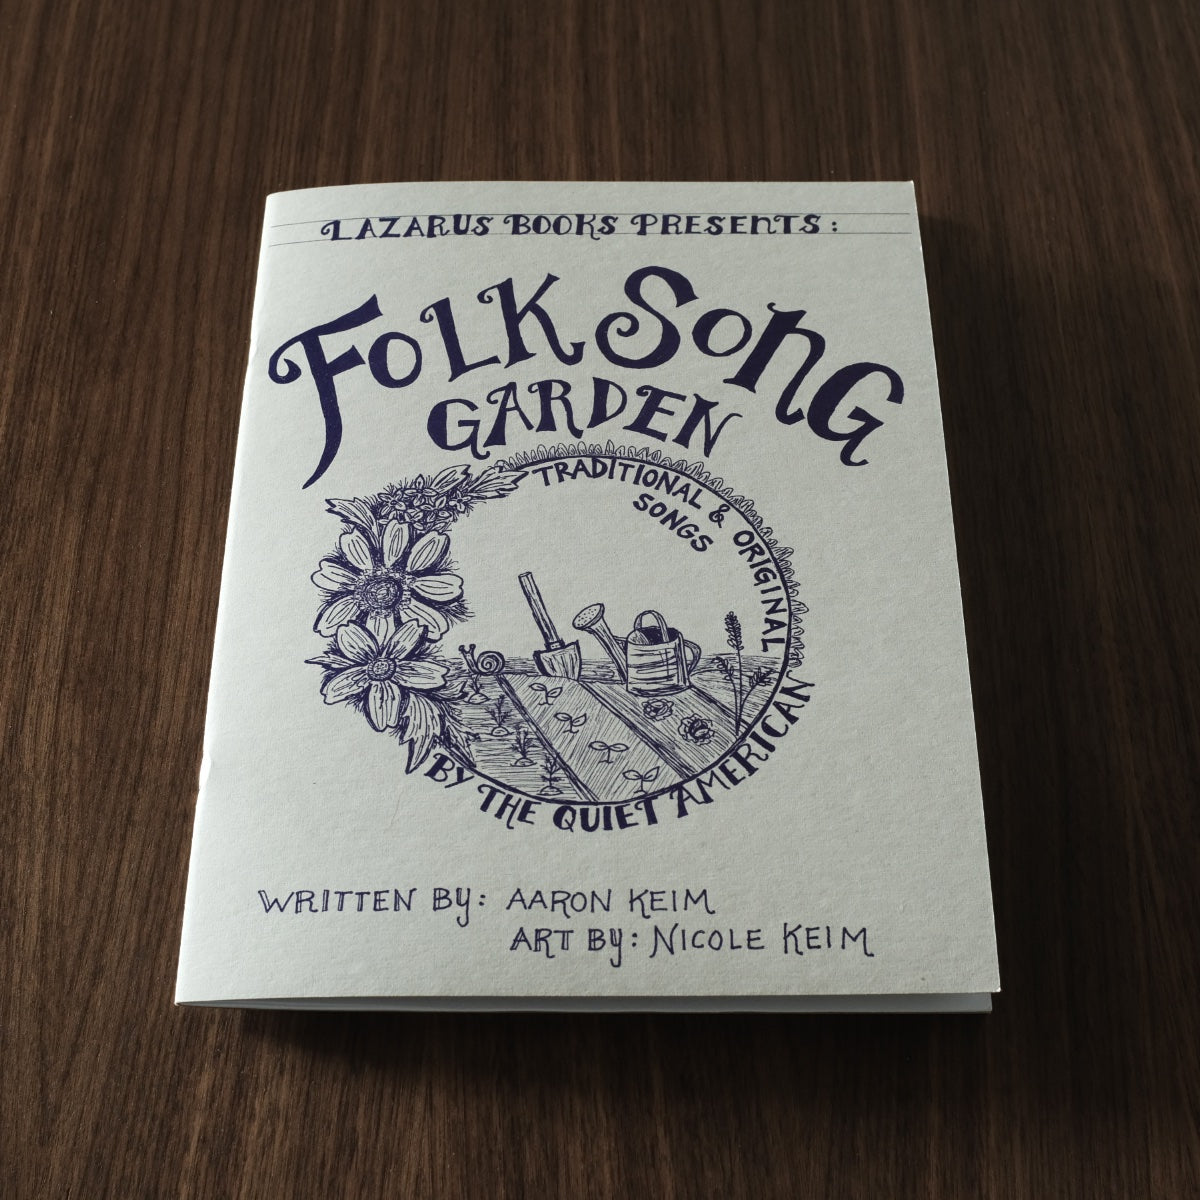 LAZARUS BOOKS PRESENTS:
FOLK SONG
GARDEN
TRADITIONAL & ORIGINAL
SONGS
BY THE QUIET AMERICAN
WRITTEN BY: AARON KEIM
ART BY: NICOLE KEIM